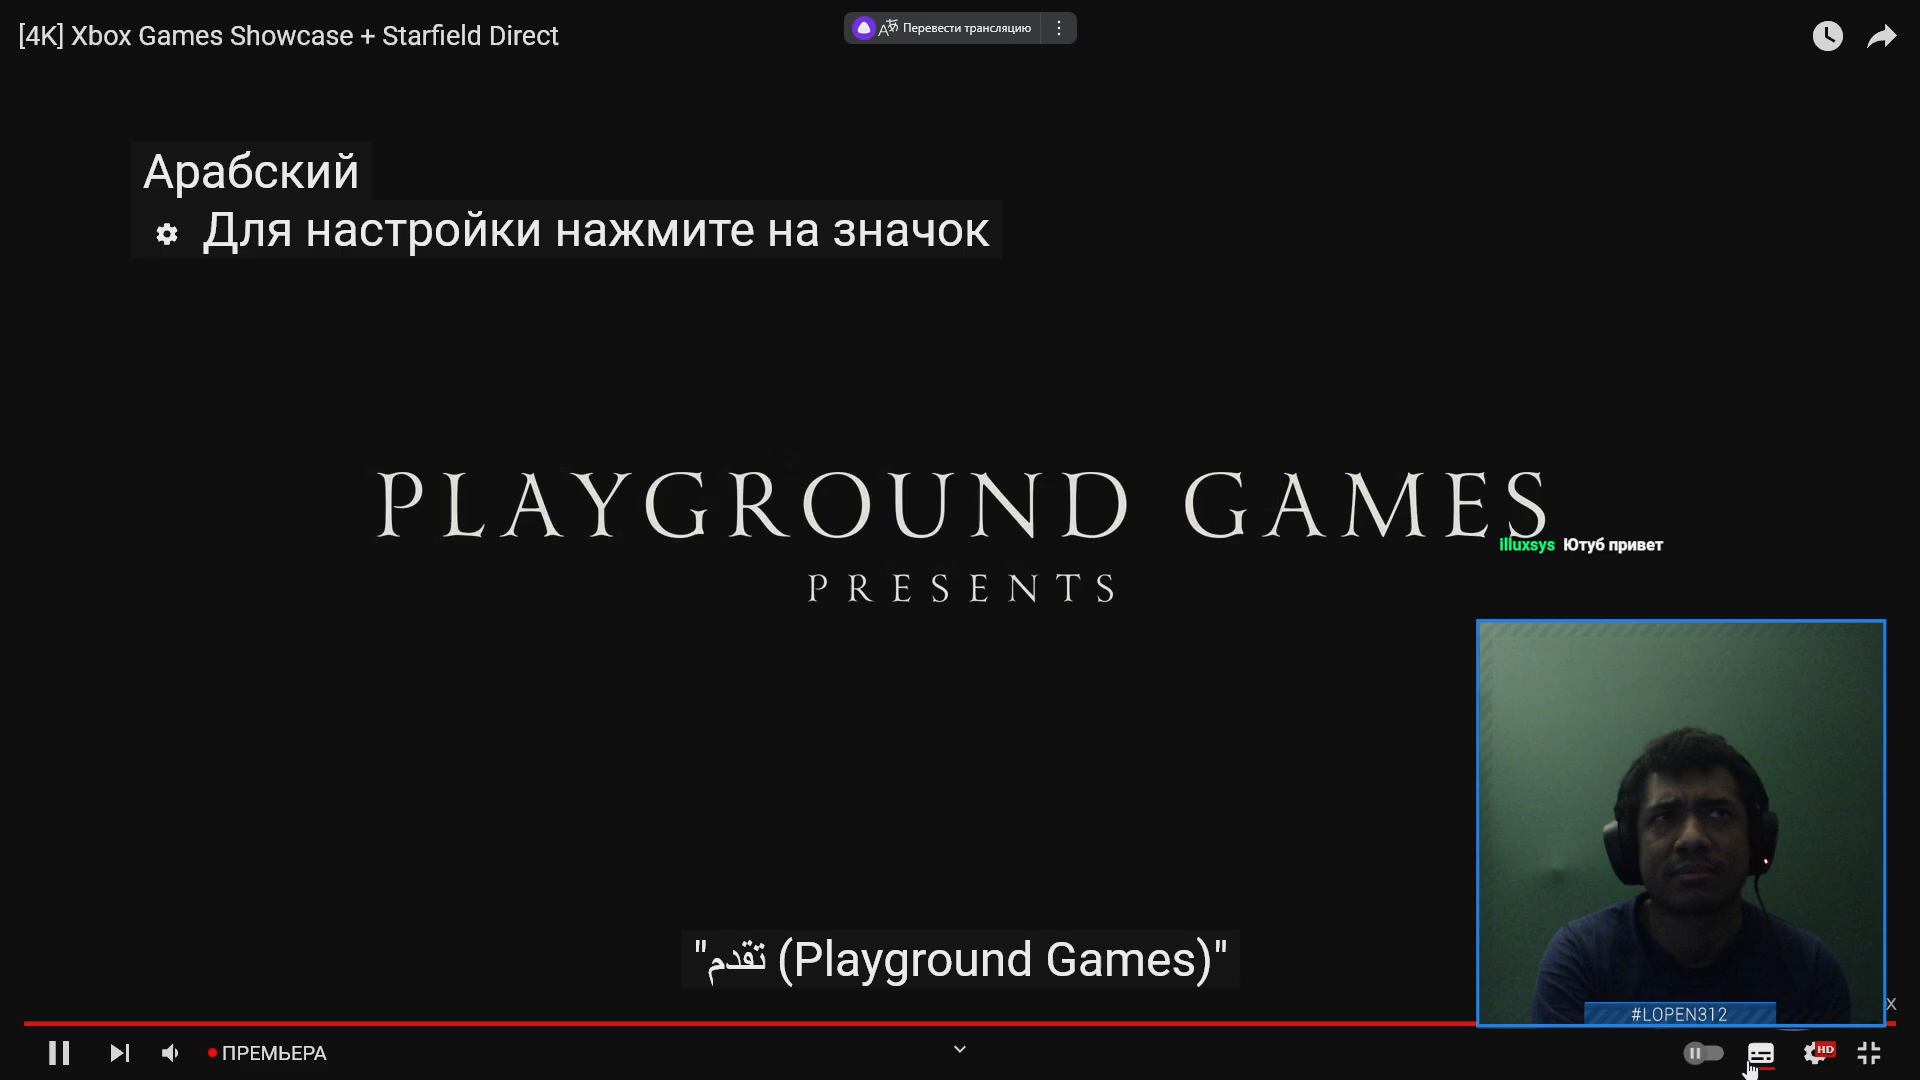 [4K] Xbox Games Showcase + Starfield Direct
Перевести трансляцию
Арабский
Для настройки нажмите на значок
PLAYGROUND GAMES
PRESENTS
illuxsys Ютуб привет
"تقدم (Playground Games)"
#LOPEN312
X
ПРЕМЬЕРА
HD